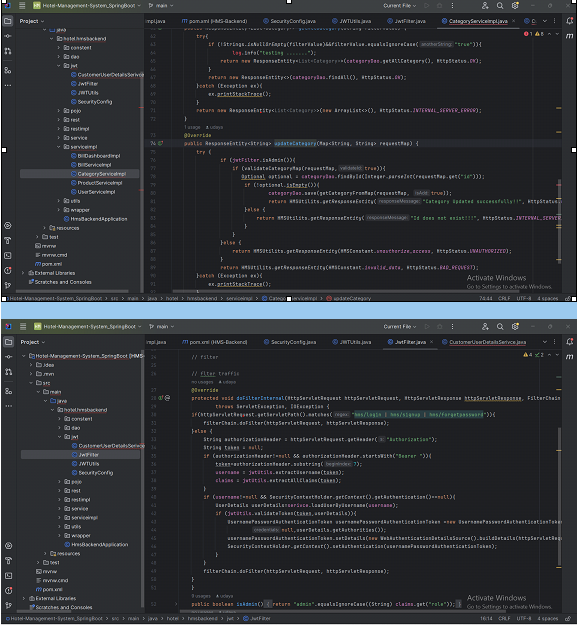 HM Hotel-Management-System_SpringBoot main Current File
Project
pom.xml (HMS-Backend) SecurityConfig.java JWTUtils.java JwtFilter.java CategoryServiceImpl.java
java
hotel.hmsbackend
constant
dao
jwt
CustomerUserDetailsService
JwtFilter
JWTUtils
SecurityConfig
pojo
rest
restImpl
service
serviceImpl
BillDashboardImpl
BillServiceImpl
CategoryServiceImpl
ProductServiceImpl
UserServiceImpl
utils
wrapper
HmsBackendApplication
resources
test
mvnw
mvnw.cmd
pom.xml
External Libraries
Scratches and Consoles
try{
if (!Strings.isNullOrEmpty(filterValue)&&filterValue.equalsIgnoreCase( anotherString: "true")){
log.info("testing .......");
return new ResponseEntity<List<Category>>(categoryDao.getAllCategory(), HttpStatus.OK);
}
return new ResponseEntity<>(categoryDao.findAll(), HttpStatus.OK);
}catch (Exception ex){
ex.printStackTrace();
}
return new ResponseEntity<List<Category>>(new ArrayList<>(), HttpStatus.INTERNAL_SERVER_ERROR);
}
1 usage udaya
@Override
public ResponseEntity<String> updateCategory(Map<String, String> requestMap) {
try {
if (jwtFilter.isAdmin()){
if (validateCategoryMap(requestMap, validateId: true)){
Optional optional = categoryDao.findById(Integer.parseInt(requestMap.get("id")));
if (!optional.isEmpty()){
categoryDao.save(getCategoryFromMap(requestMap, isAdd: true));
return HMSUtils.getResponseEntity( responseMessage: "Category Updated successfully!!", HttpStatus
}else {
return HMSUtils.getResponseEntity( responseMessage: "Id does not exist!!!", HttpStatus.INTERNAL_SERVER
}
}
}else {
return HMSUtils.getResponseEntity(HMSConstant.unauthorize_access, HttpStatus.UNAUTHORIZED);
}
return HMSUtils.getResponseEntity(HMSConstant.invalid_data, HttpStatus.BAD_REQUEST);
}catch (Exception ex){
ex.printStackTrace();
Activate Windows
Go to Settings to activate Windows.
Hotel-Management-System_SpringBoot > src > main > java > hotel > hmsbackend > serviceImpl > CategoryServiceImpl > updateCategory 74:44 CRLF UTF-8 4 spaces
HM Hotel-Management-System_SpringBoot main Current File
Project
pom.xml (HMS-Backend) SecurityConfig.java JWTUtils.java JwtFilter.java CustomerUserDetailsSerivce.java
Hotel-Management-System_SpringBoot
.idea
.mvn
src
main
java
hotel.hmsbackend
constant
dao
jwt
JwtFilter
JWTUtils
SecurityConfig
pojo
rest
restImpl
service
serviceImpl
utils
wrapper
HmsBackendApplication
resources
test
mvnw
mvnw.cmd
pom.xml
External Libraries
Scratches and Consoles
// filter
// filter traffic
no usages udaya
@Override
protected void doFilterInternal(HttpServletRequest httpServletRequest, HttpServletResponse httpServletResponse, FilterChain
throws ServletException, IOException {
if(httpServletRequest.getServletPath().matches( regex: "hms/login | hms/signup | hms/forgetpassword")){
filterChain.doFilter(httpServletRequest, httpServletResponse);
}else {
String authorizationHeader = httpServletRequest.getHeader( s: "Authorization");
String token = null;
if (authorizationHeader!=null && authorizationHeader.startsWith("Bearer ")){
token=authorizationHeader.substring( beginIndex: 7);
username = jwtUtils.extractUsername(token);
claims = jwtUtils.extractAllClaims(token);
}
if (username!=null && SecurityContextHolder.getContext().getAuthentication()==null){
UserDetails userDetails=service.loadUserByUsername(username);
if (jwtUtils.validateToken(token,userDetails)){
UsernamePasswordAuthenticationToken usernamePasswordAuthenticationToken =new UsernamePasswordAuthenticationToken
credentials: null,userDetails.getAuthorities());
usernamePasswordAuthenticationToken.setDetails(new WebAuthenticationDetailsSource().buildDetails(httpServletRequest
SecurityContextHolder.getContext().setAuthentication(usernamePasswordAuthenticationToken);
}
}
filterChain.doFilter(httpServletRequest, httpServletResponse);
}
}
udaya
public boolean isAdmin() { return "admin".equalsIgnoreCase((String) claims.get("role")); }
Activate Windows
Go to Settings to activate Windows.
Hotel-Management-System_SpringBoot > src > main > java > hotel > hmsbackend > jwt > JwtFilter 16:14 CRLF UTF-8 4 spaces